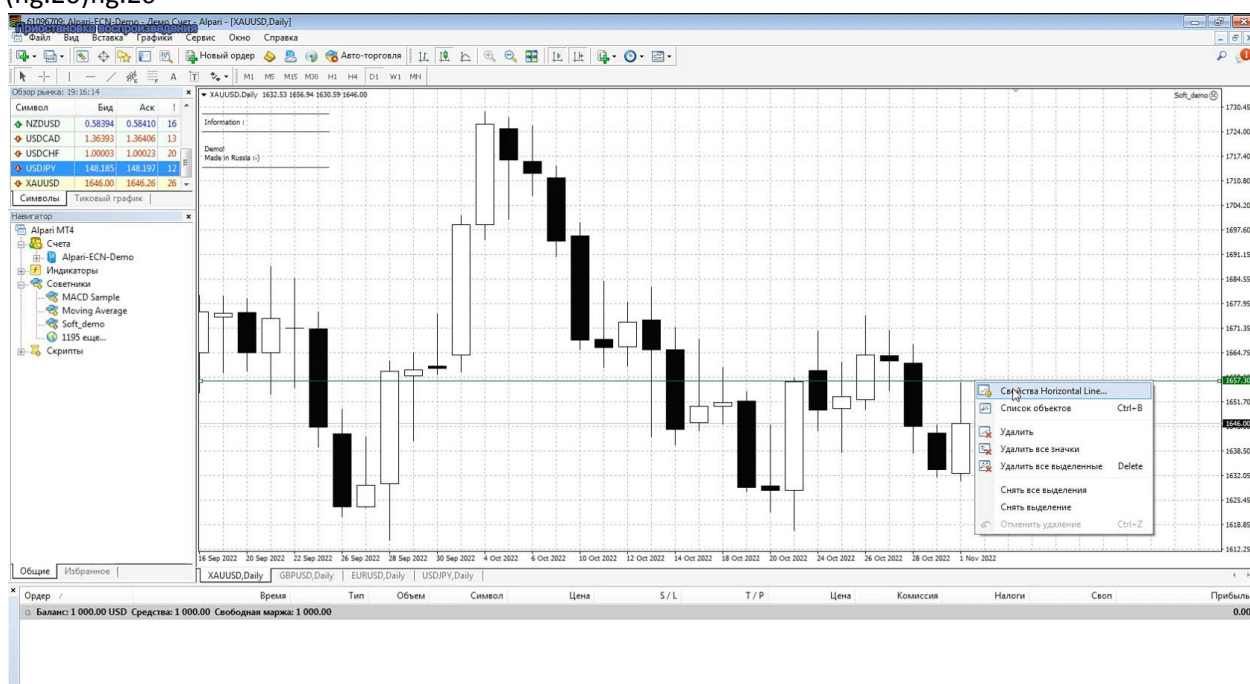 (fig.26)fig.26
61096709: Alpari-ECN-Demo - Демо Счет - Alpari - [XAUUSD,Daily]
Приостановка воспроизведения
Файл Вид Вставка Графики Сервис Окно Справка
Новый ордер Авто-торговля
A T M1 M5 M15 M30 H1 H4 D1 W1 MN
Обзор рынка: 19:16:14
Символ Бид Аск !
NZDUSD 0.58394 0.58410 16
USDCAD 1.36393 1.36406 13
USDCHF 1.00003 1.00023 20
USDJPY 148.185 148.197 12
XAUUSD 1646.00 1646.26 26
Символы Тиковый график
Навигатор
Alpari MT4
Счета
Alpari-ECN-Demo
Индикаторы
Советники
MACD Sample
Moving Average
Soft_demo
1195 еще...
Скрипты
Общие Избранное
XAUUSD,Daily 1632.53 1656.94 1630.59 1646.00
Soft_demo
Information :
Demo!
Made in Russia :-)
1730.45
1724.00
1717.40
1710.80
1704.20
1697.60
1691.15
1684.55
1677.95
1671.35
1664.75
1657.30
1651.70
1646.00
1638.50
1632.05
1625.45
1618.85
1612.25
Свойства Horizontal Line...
Список объектов Ctrl+B
Удалить
Удалить все значки
Удалить все выделенные Delete
Снять все выделения
Снять выделение
Отменить удаление Ctrl+Z
16 Sep 2022 20 Sep 2022 22 Sep 2022 26 Sep 2022 28 Sep 2022 30 Sep 2022 4 Oct 2022 6 Oct 2022 10 Oct 2022 12 Oct 2022 14 Oct 2022 18 Oct 2022 20 Oct 2022 24 Oct 2022 26 Oct 2022 28 Oct 2022 1 Nov 2022
XAUUSD,Daily GBPUSD,Daily EURUSD,Daily USDJPY,Daily
Ордер / Время Тип Объем Символ Цена S / L T / P Цена Комиссия Налоги Своп Прибыль
Баланс: 1 000.00 USD Средства: 1 000.00 Свободная маржа: 1 000.00 0.00